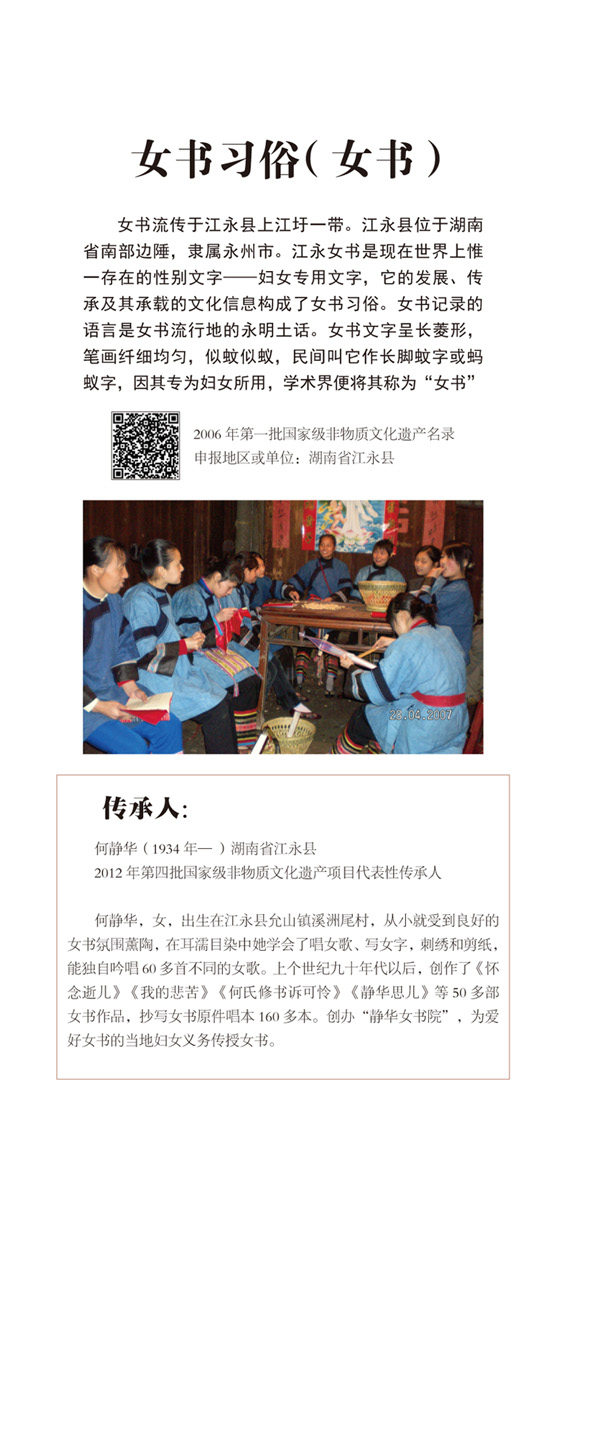 女书习俗（女书）
女书流传于江永县上江圩一带。江永县位于湖南
省南部边陲，隶属永州市。江永女书是现在世界上惟
一存在的性别文字——妇女专用文字，它的发展、传
承及其承载的文化信息构成了女书习俗。女书记录的
语言是女书流行地的永明土话。女书文字呈长菱形，
笔画纤细均匀，似蚊似蚁，民间叫它作长脚蚊字或蚂
蚁字，因其专为妇女所用，学术界便将其称为“女书”
2006 年第一批国家级非物质文化遗产名录
申报地区或单位：湖南省江永县
28.04.2007
传承人：
何静华（1934 年— ）湖南省江永县
2012 年第四批国家级非物质文化遗产项目代表性传承人
何静华，女，出生在江永县允山镇溪洲尾村，从小就受到良好的
女书氛围薰陶，在耳濡目染中她学会了唱女歌、写女字，刺绣和剪纸，
能独自吟唱 60 多首不同的女歌。上个世纪九十年代以后，创作了《怀
念逝儿》《我的悲苦》《何氏修书诉可怜》《静华思儿》等 50 多部
女书作品，抄写女书原件唱本 160 多本。创办“静华女书院”，为爱
好女书的当地妇女义务传授女书。